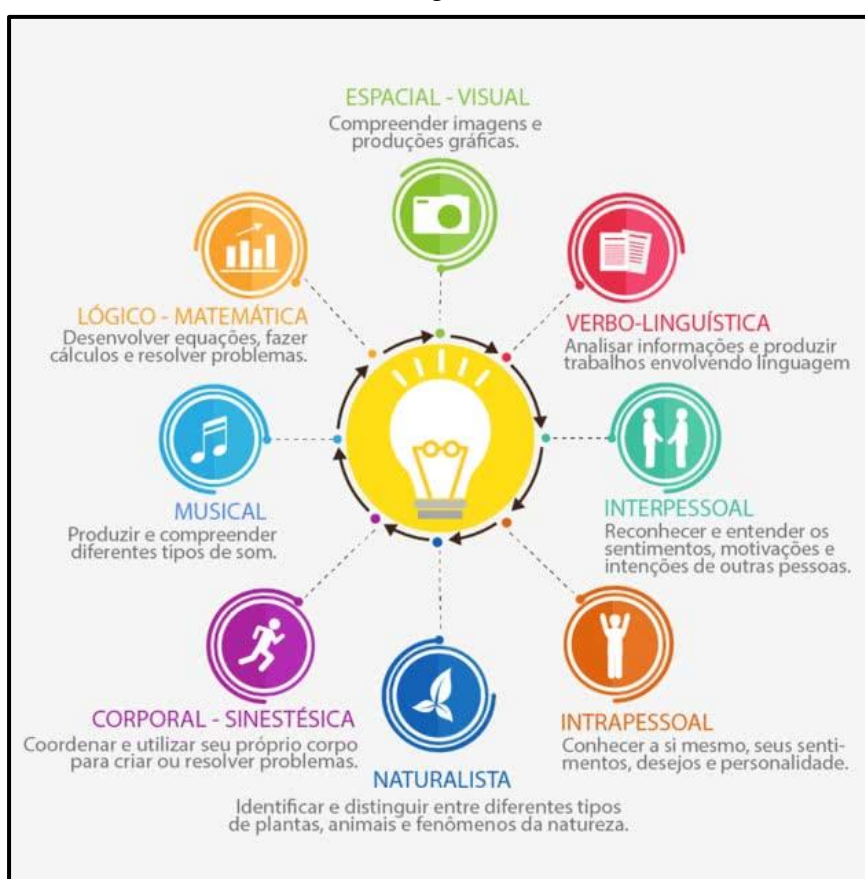 ESPACIAL - VISUAL
Compreender imagens e
produções gráficas.
LÓGICO - MATEMÁTICA
Desenvolver equações, fazer
cálculos e resolver problemas.
VERBO-LINGUÍSTICA
Analisar informações e produzir
trabalhos envolvendo linguagem
MUSICAL
Produzir e compreender
diferentes tipos de som.
INTERPESSOAL
Reconhecer e entender os
sentimentos, motivações e
intenções de outras pessoas.
CORPORAL - SINESTÉSICA
Coordenar e utilizar seu próprio corpo
para criar ou resolver problemas.
INTRAPESSOAL
Conhecer a si mesmo, seus senti-
mentos, desejos e personalidade.
NATURALISTA
Identificar e distinguir entre diferentes tipos
de plantas, animais e fenômenos da natureza.